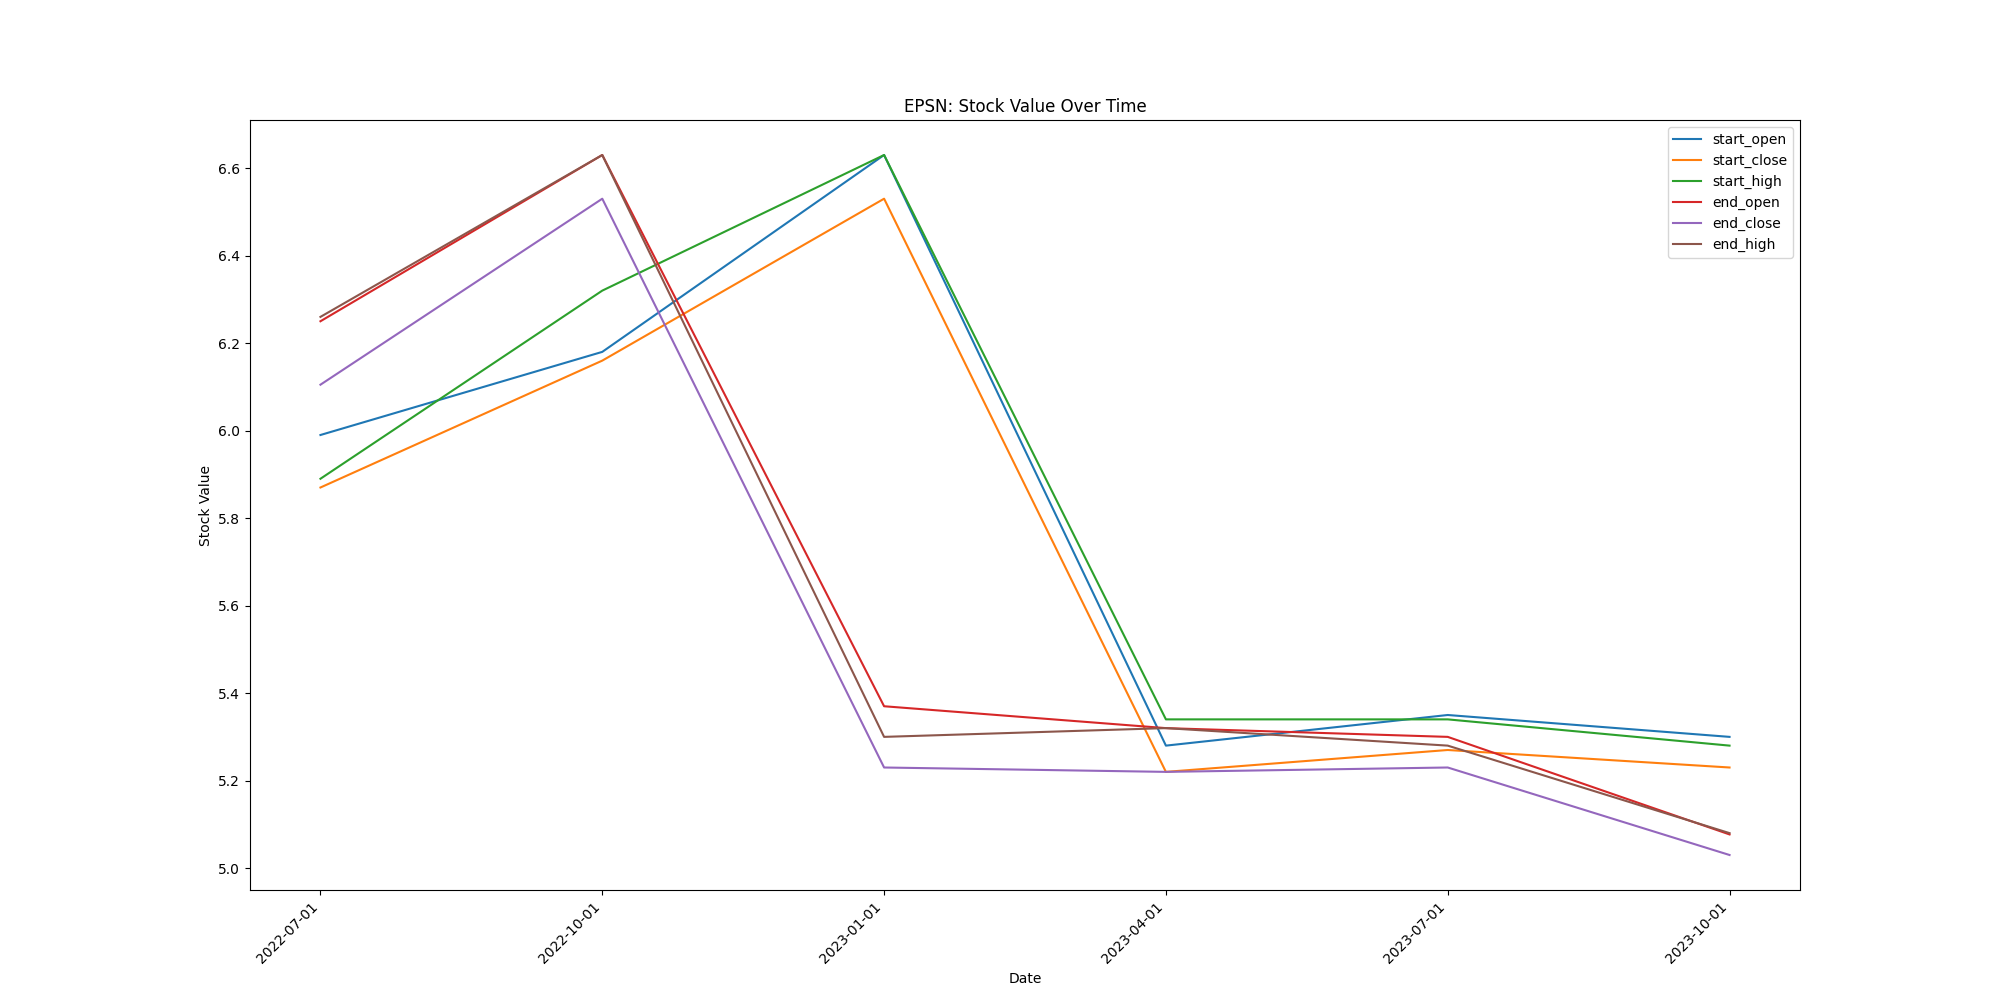 EPSN: Stock Value Over Time
start_open
start_close
start_high
end_open
end_close
end_high
6.6
6.4
6.2
6.0
5.8
5.6
5.4
5.2
5.0
Stock Value
2022-07-01
2022-10-01
2023-01-01
2023-04-01
2023-07-01
2023-10-01
Date